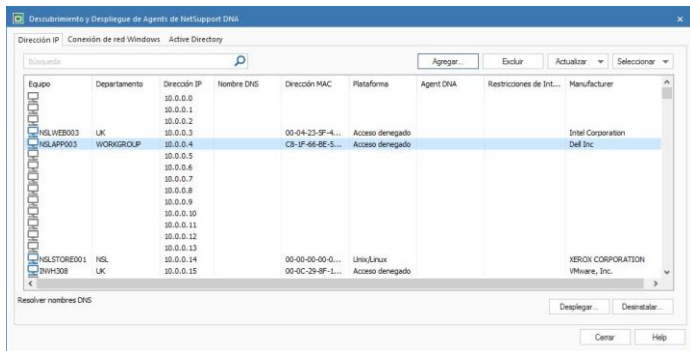 Descubrimiento y Despliegue de Agentes de NetSupport DNA
Dirección IP Conexión de red Windows Active Directory
Búsqueda Agregar... Excluir Actualizar Seleccionar
Equipo Departamento Dirección IP Nombre DNS Dirección MAC Plataforma Agent DNA Restricciones de Int... Manufacturer
10.0.0.0
10.0.0.1
10.0.0.2
NSLWEB003 UK 10.0.0.3 00-04-23-5F-4... Acceso denegado Intel Corporation
NSLAPP003 WORKGROUP 10.0.0.4 C8-1F-66-BE-5... Acceso denegado Dell Inc
10.0.0.5
10.0.0.6
10.0.0.7
10.0.0.8
10.0.0.9
10.0.0.10
10.0.0.11
10.0.0.12
10.0.0.13
NSLSTORE001 NSL 10.0.0.14 00-00-00-00-0... Unix/Linux XEROX CORPORATION
INWH308 UK 10.0.0.15 00-0C-29-8F-1... Acceso denegado VMware, Inc.
Resolver nombres DNS
Desplegar... Desinstalar...
Cerrar Help